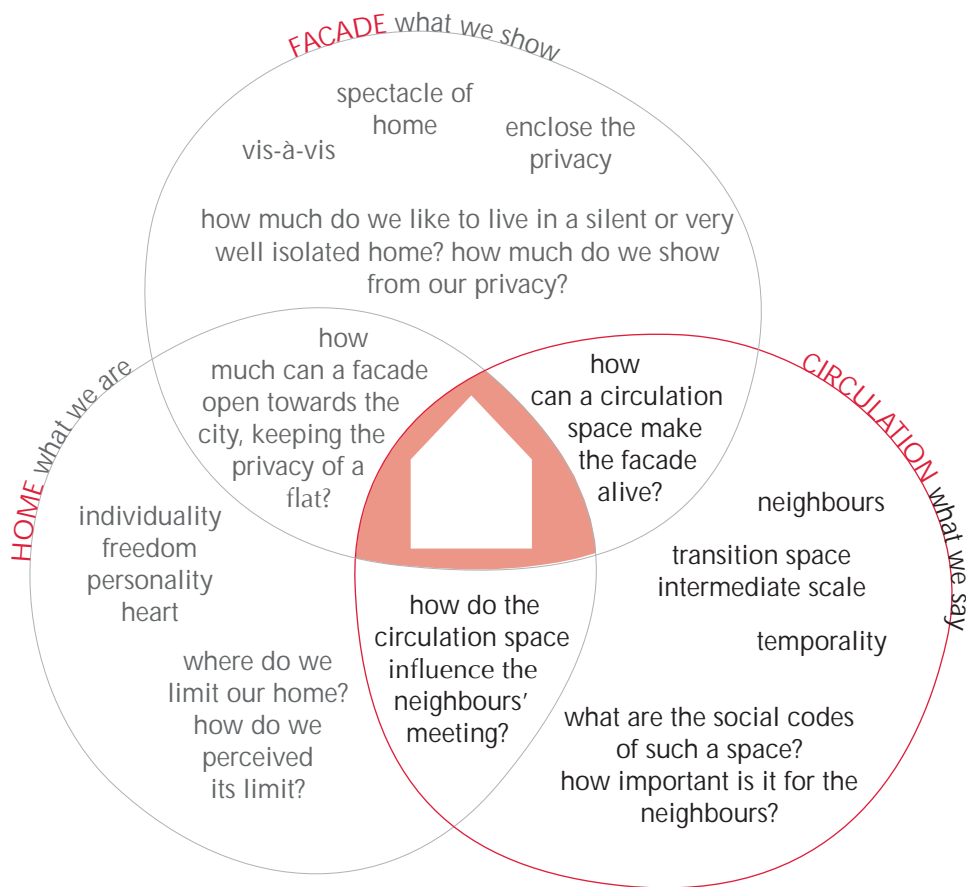 FACADE what we show
spectacle of
home
vis-à-vis
enclose the
privacy
how much do we like to live in a silent or very
well isolated home? how much do we show
from our privacy?
how
much can a facade
open towards the
city, keeping the
privacy of a
flat?
how
can a circulation
space make
the facade
alive?
HOME what we are
individuality
freedom
personality
heart
where do we
limit our home?
how do we
perceived
its limit?
how do the
circulation space
influence the
neighbours’
meeting?
CIRCULATION what we say
neighbours
transition space
intermediate scale
temporality
what are the social codes
of such a space?
how important is it for the
neighbours?